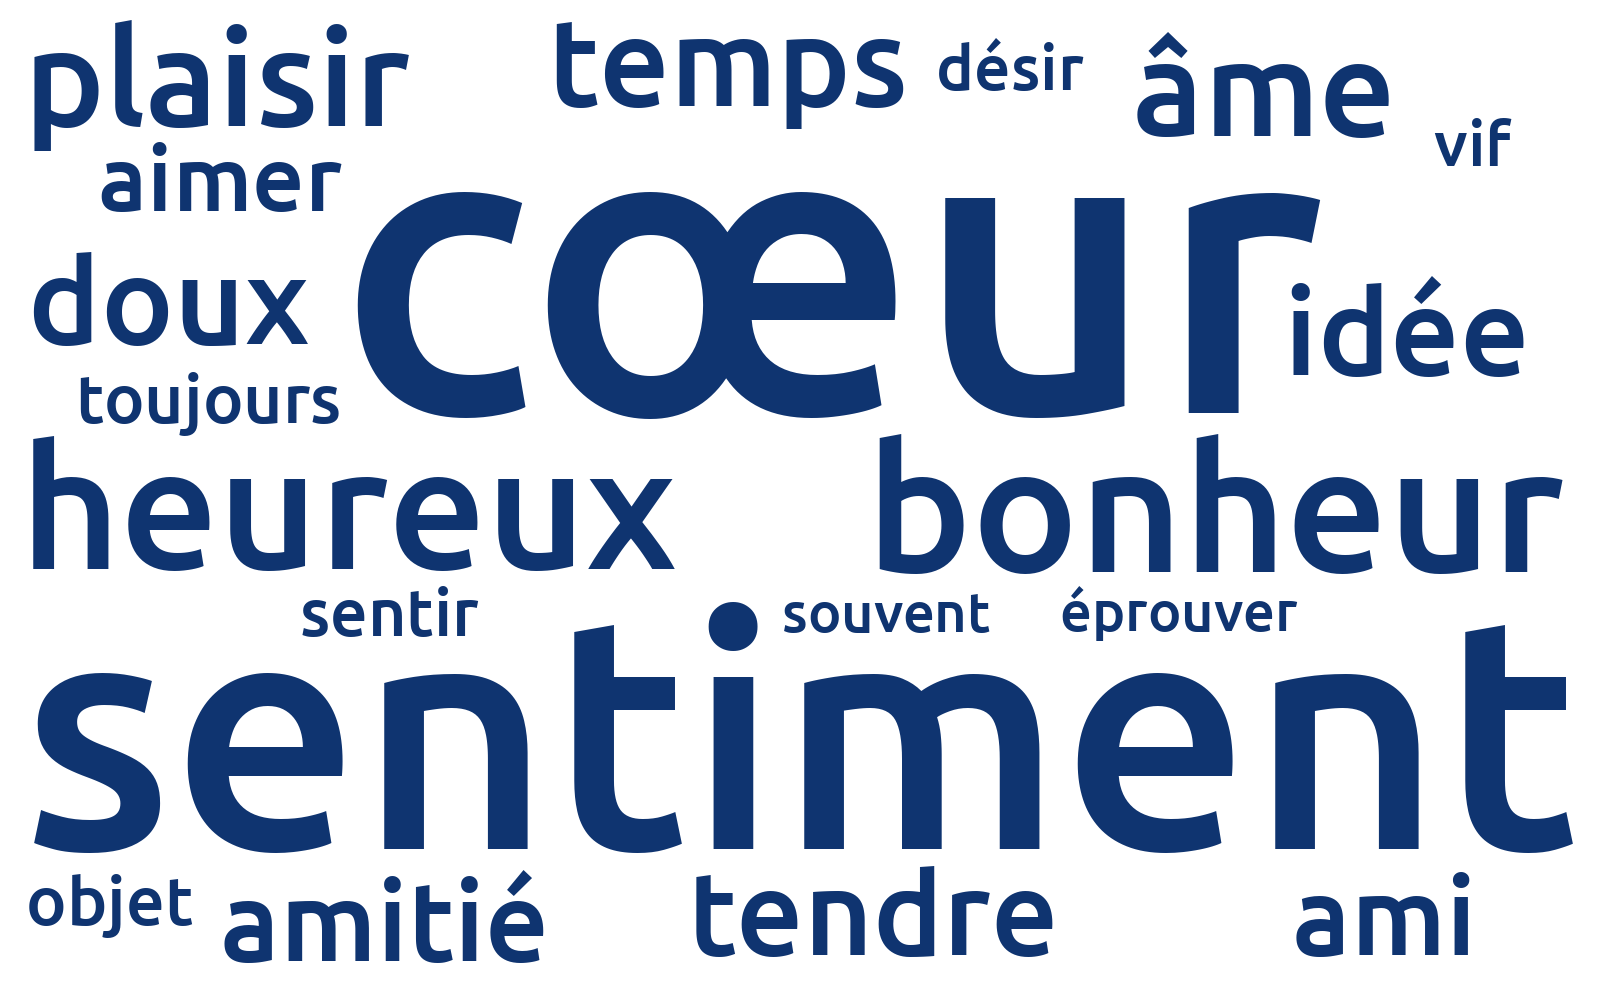 plaisir temps désir âme
vif
aimer
cœur
doux idée
toujours
heureux bonheur
sentir souvent éprouver
sentiment
objet amitié tendre ami